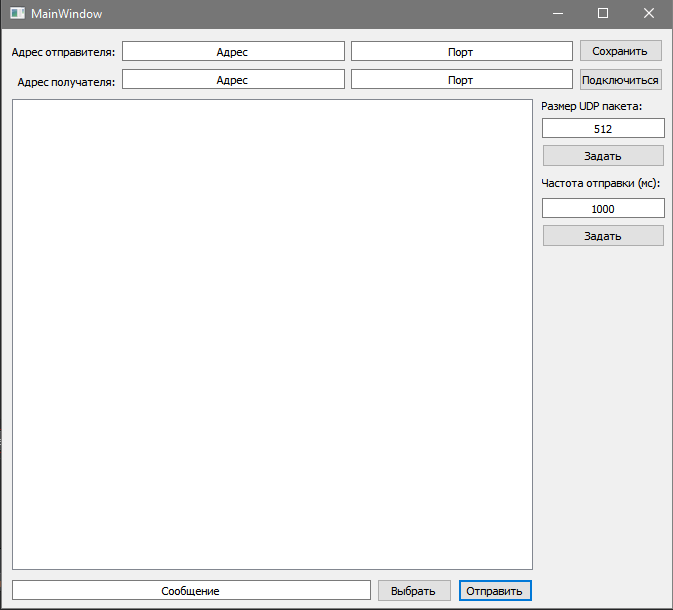 MainWindow
Адрес отправителя: Адрес Порт Сохранить
Адрес получателя: Адрес Порт Подключиться
Размер UDP пакета:
512
Задать
Частота отправки (мс):
1000
Задать
Сообщение Выбрать Отправить